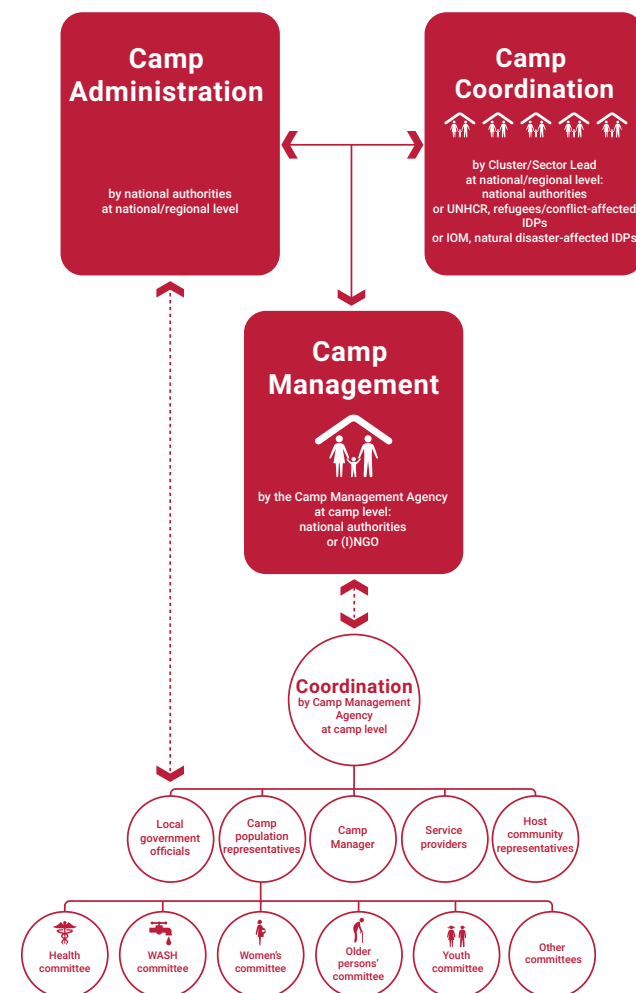 Camp
Administration
by national authorities
at national/regional level
Camp
Coordination
by Cluster/Sector Lead
at national/regional level:
national authorities
or UNHCR, refugees/conflict-affected
IDPs
or IOM, natural disaster-affected IDPs
Camp
Management
by the Camp Management Agency
at camp level:
national authorities
or (I)NGO
Coordination
by Camp Management
Agency
at camp level
Local
government
officials
Camp
population
representatives
Camp
Manager
Service
providers
Host
community
representatives
Health
committee
WASH
committee
Women's
committee
Older
persons'
committee
Youth
committee
Other
committees